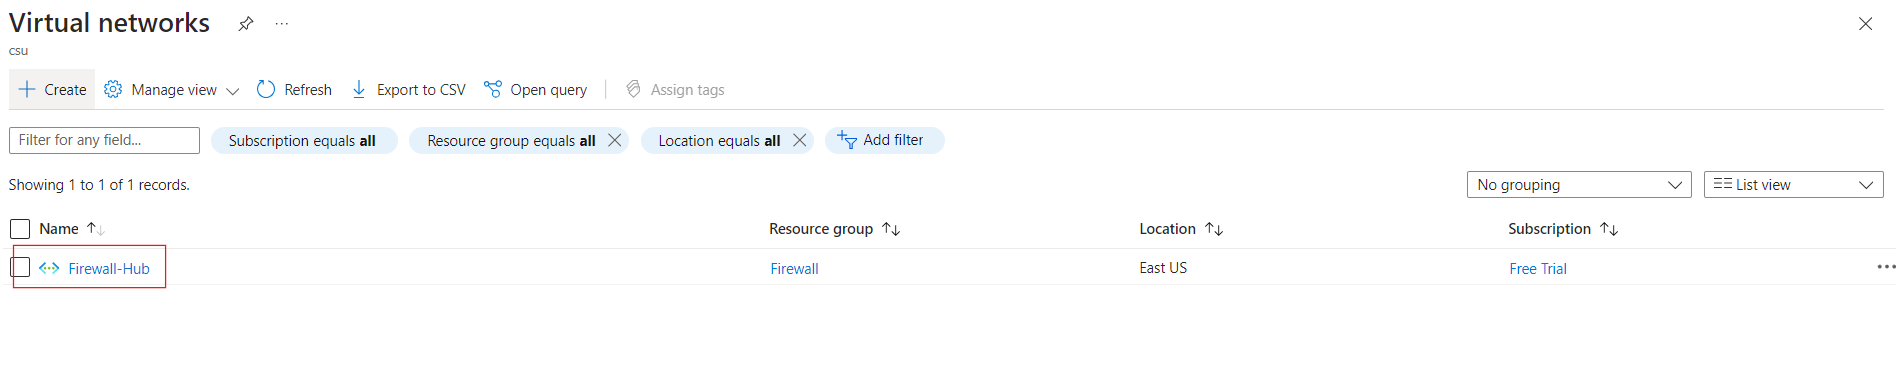 Virtual networks
csu
Create Manage view Refresh Export to CSV Open query Assign tags
Filter for any field... Subscription equals all Resource group equals all Location equals all Add filter
Showing 1 to 1 of 1 records. No grouping List view
Name Resource group Location Subscription
Firewall-Hub Firewall East US Free Trial